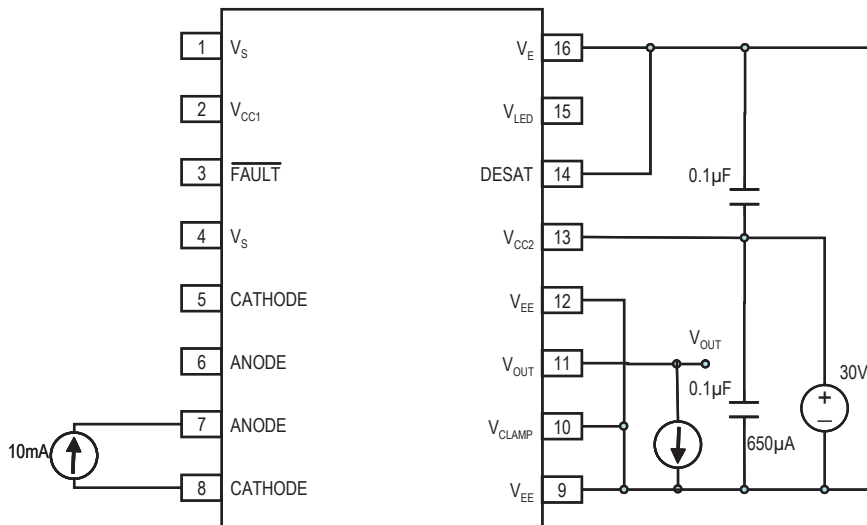 1 V_S
2 V_CC1
3 FAULT
4 V_S
5 CATHODE
6 ANODE
7 ANODE
8 CATHODE
10mA
V_E 16
V_LED 15
DESAT 14
V_CC2 13
V_EE 12
V_OUT 11
V_CLAMP 10
V_EE 9
0.1µF
V_OUT
0.1µF
30V
+
–
650µA